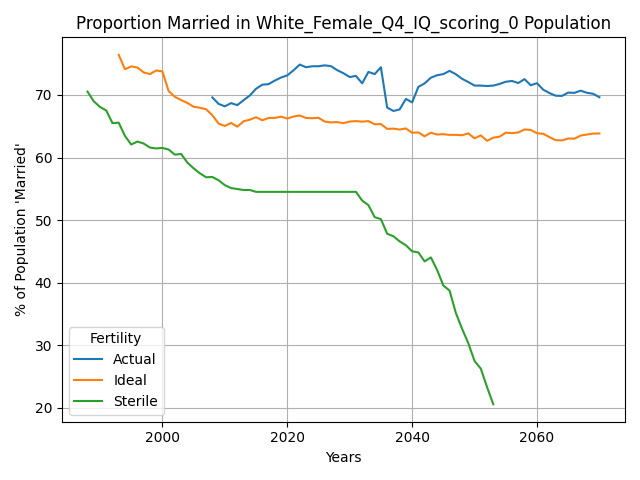 Proportion Married in White_Female_Q4_IQ_scoring_0 Population
% of Population 'Married'
70
60
50
40
30
20
Fertility
Actual
Ideal
Sterile
2000
2020
2040
2060
Years